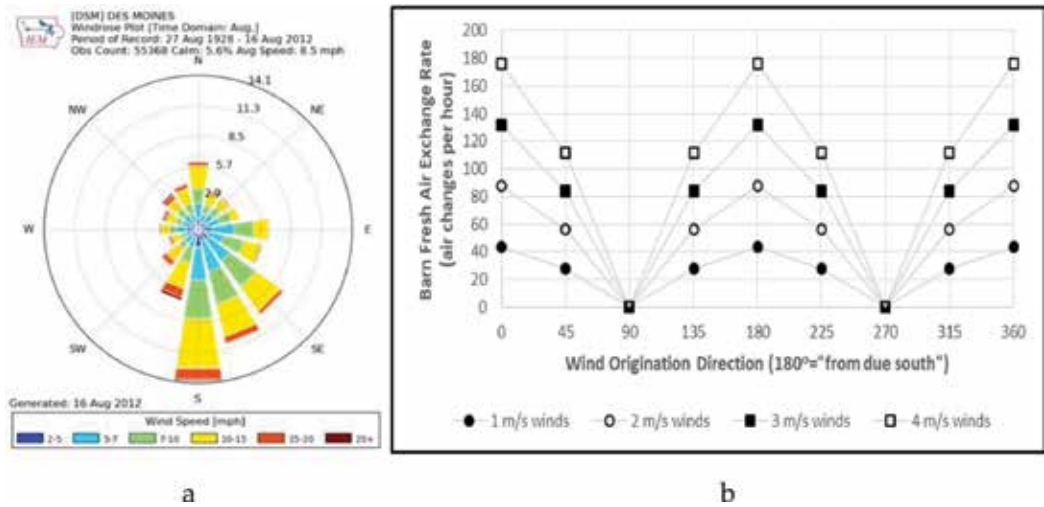 [DSM] DES MOINES
Windrose Plot [Time Domain: Aug,]
Period of Record: 27 Aug 1928 - 16 Aug 2012
Obs Count: 55368 Calm: 5.6% Avg Speed: 8.5 mph
IEM
N
14.1
NW
NE
11.3
8.5
5.7
2.9
W
E
SW
SE
S
Generated: 16 Aug 2012
Wind Speed [mph]
2-5
5-7
7-10
10-15
15-20
20+
200
180
160
140
120
100
80
60
40
20
0
Barn Fresh Air Exchange Rate
(air changes per hour)
0 45 90 135 180 225 270 315 360
Wind Origination Direction (180º="from due south")
1 m/s winds
2 m/s winds
3 m/s winds
4 m/s winds
a
b